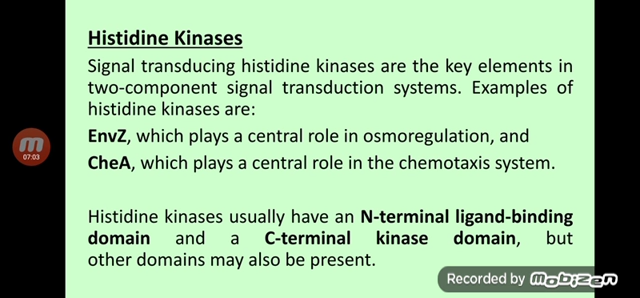 Histidine Kinases
Signal transducing histidine kinases are the key elements in
two-component signal transduction systems. Examples of
histidine kinases are:
EnvZ, which plays a central role in osmoregulation, and
CheA, which plays a central role in the chemotaxis system.
07:03
Histidine kinases usually have an N-terminal ligand-binding
domain and a C-terminal kinase domain, but
other domains may also be present.
Recorded by mobizen